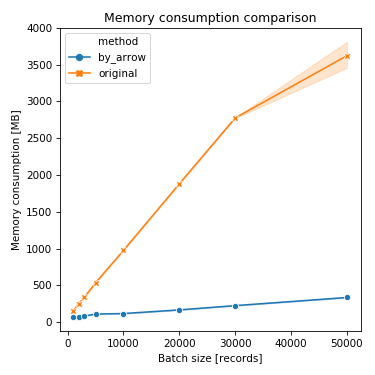 Memory consumption comparison
Memory consumption [MB]
4000
3500
3000
2500
2000
1500
1000
500
0
method
by_arrow
original
0 10000 20000 30000 40000 50000
Batch size [records]